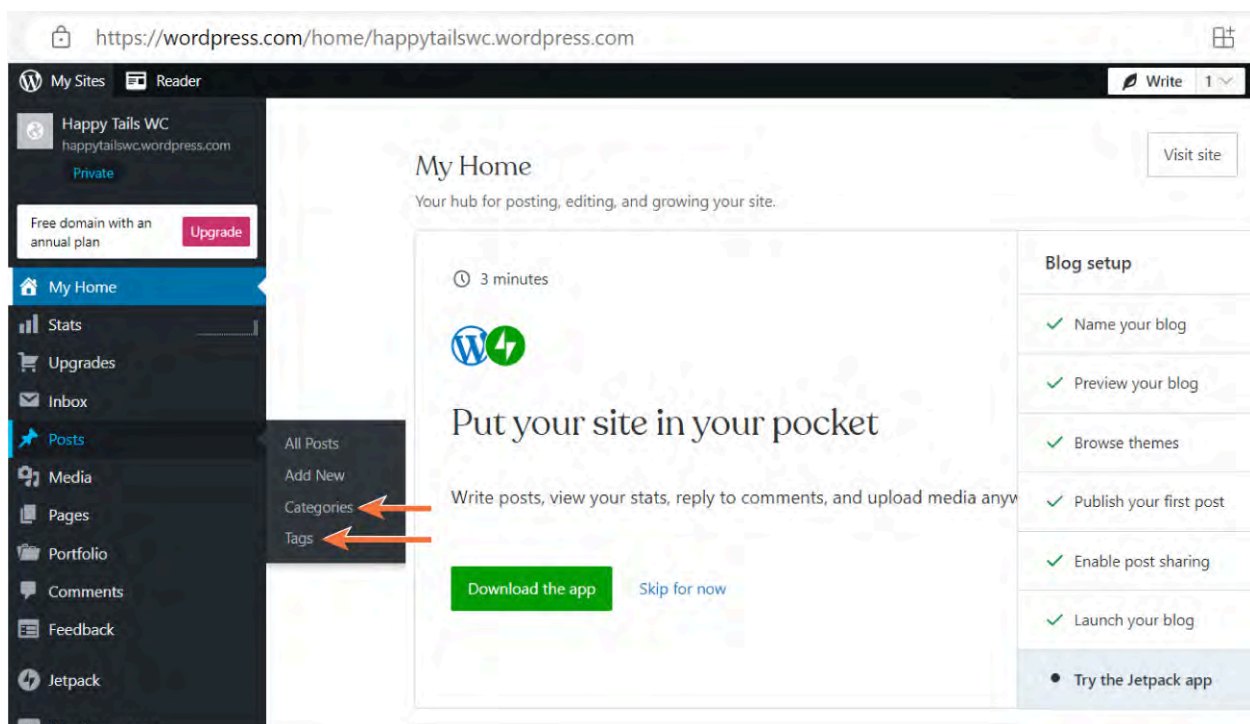 https://wordpress.com/home/happytailswc.wordpress.com
My Sites Reader Write 1
Happy Tails WC
happytailswc.wordpress.com
Private
Free domain with an
annual plan
Upgrade
My Home
Stats
Upgrades
Inbox
Posts
Media
Pages
Portfolio
Comments
Feedback
Jetpack
All Posts
Add New
Categories
Tags
My Home
Your hub for posting, editing, and growing your site.
Visit site
3 minutes
Put your site in your pocket
Write posts, view your stats, reply to comments, and upload media anyw
Download the app Skip for now
Blog setup
Name your blog
Preview your blog
Browse themes
Publish your first post
Enable post sharing
Launch your blog
Try the Jetpack app